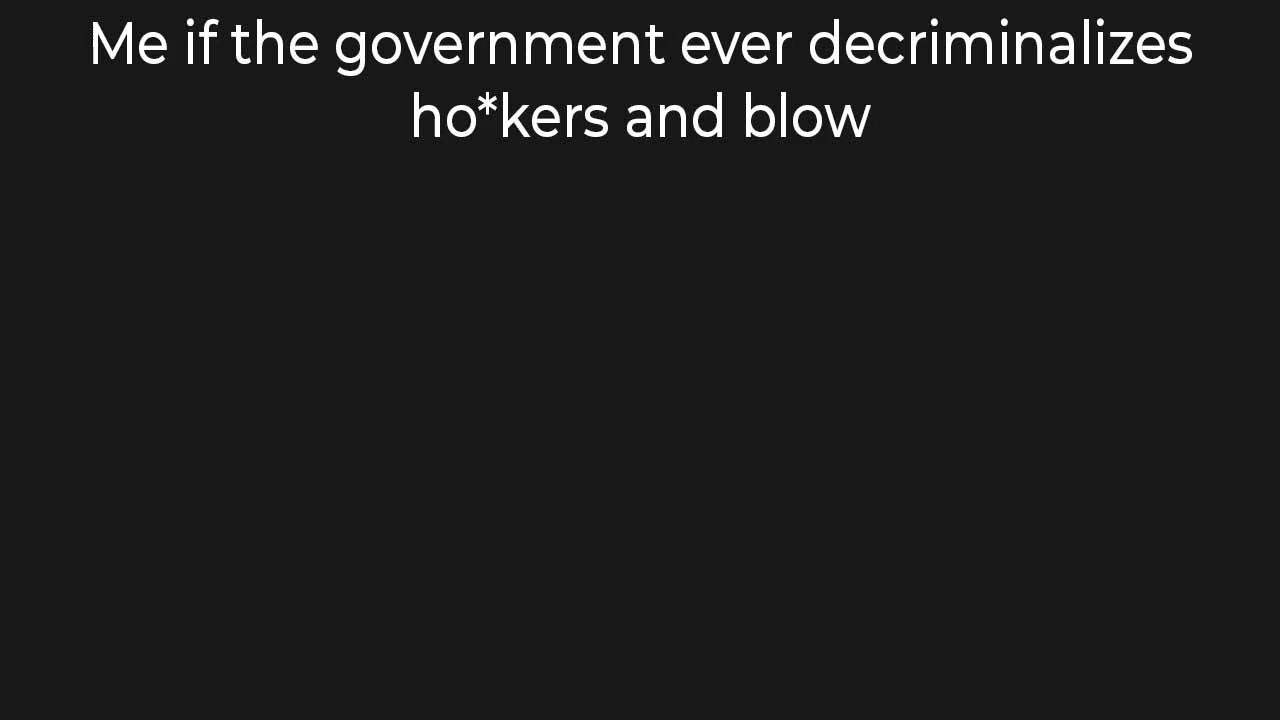 Me if the government ever decriminalizes
ho*kers and blow